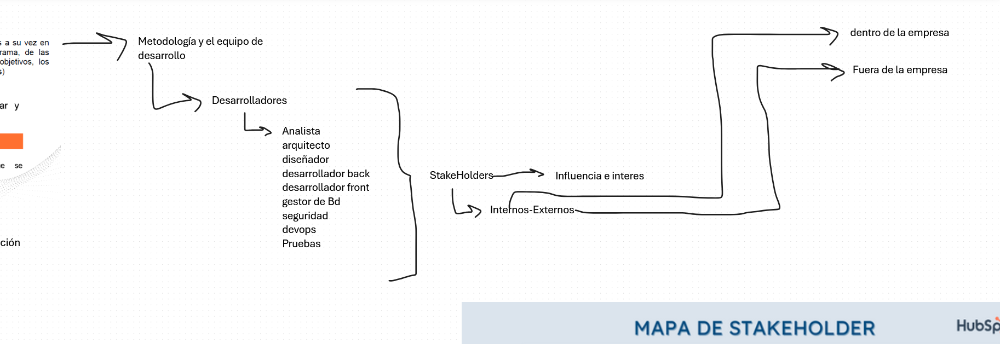 s a su vez en
rama, de las
objetivos, los
s)
ar y
e se
ción
Metodología y el equipo de
desarrollo
Desarrolladores
Analista
arquitecto
diseñador
desarrollador back
desarrollador front
gestor de Bd
seguridad
devops
Pruebas
StakeHolders
Influencia e interes
Internos-Externos
dentro de la empresa
Fuera de la empresa
MAPA DE STAKEHOLDER
HubSp